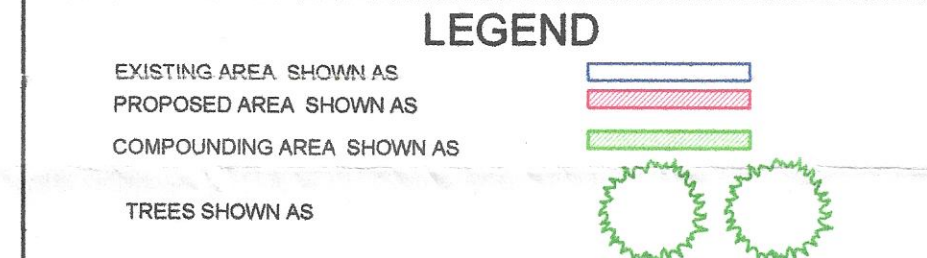 LEGEND
EXISTING AREA SHOWN AS
PROPOSED AREA SHOWN AS
COMPOUNDING AREA SHOWN AS
TREES SHOWN AS